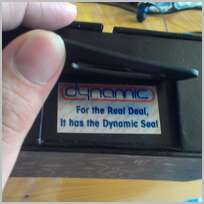 dynamic
For the Real Deal,
It has the Dynamic Seal